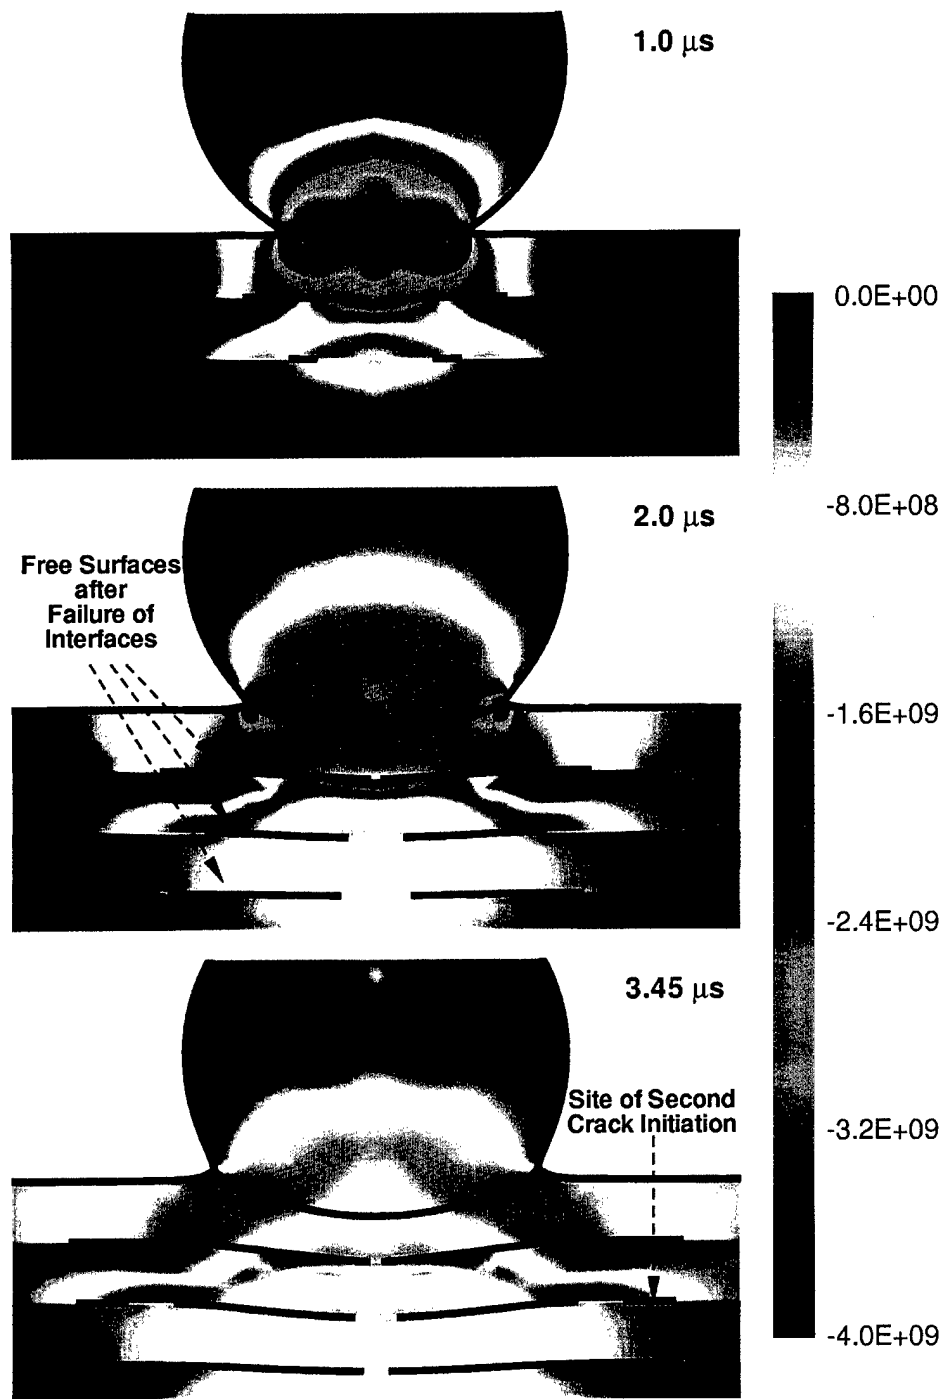 1.0 μs
0.0E+00
-8.0E+08
2.0 μs
Free Surfaces
after
Failure of
Interfaces
-1.6E+09
-2.4E+09
3.45 μs
Site of Second
Crack Initiation
-3.2E+09
-4.0E+09